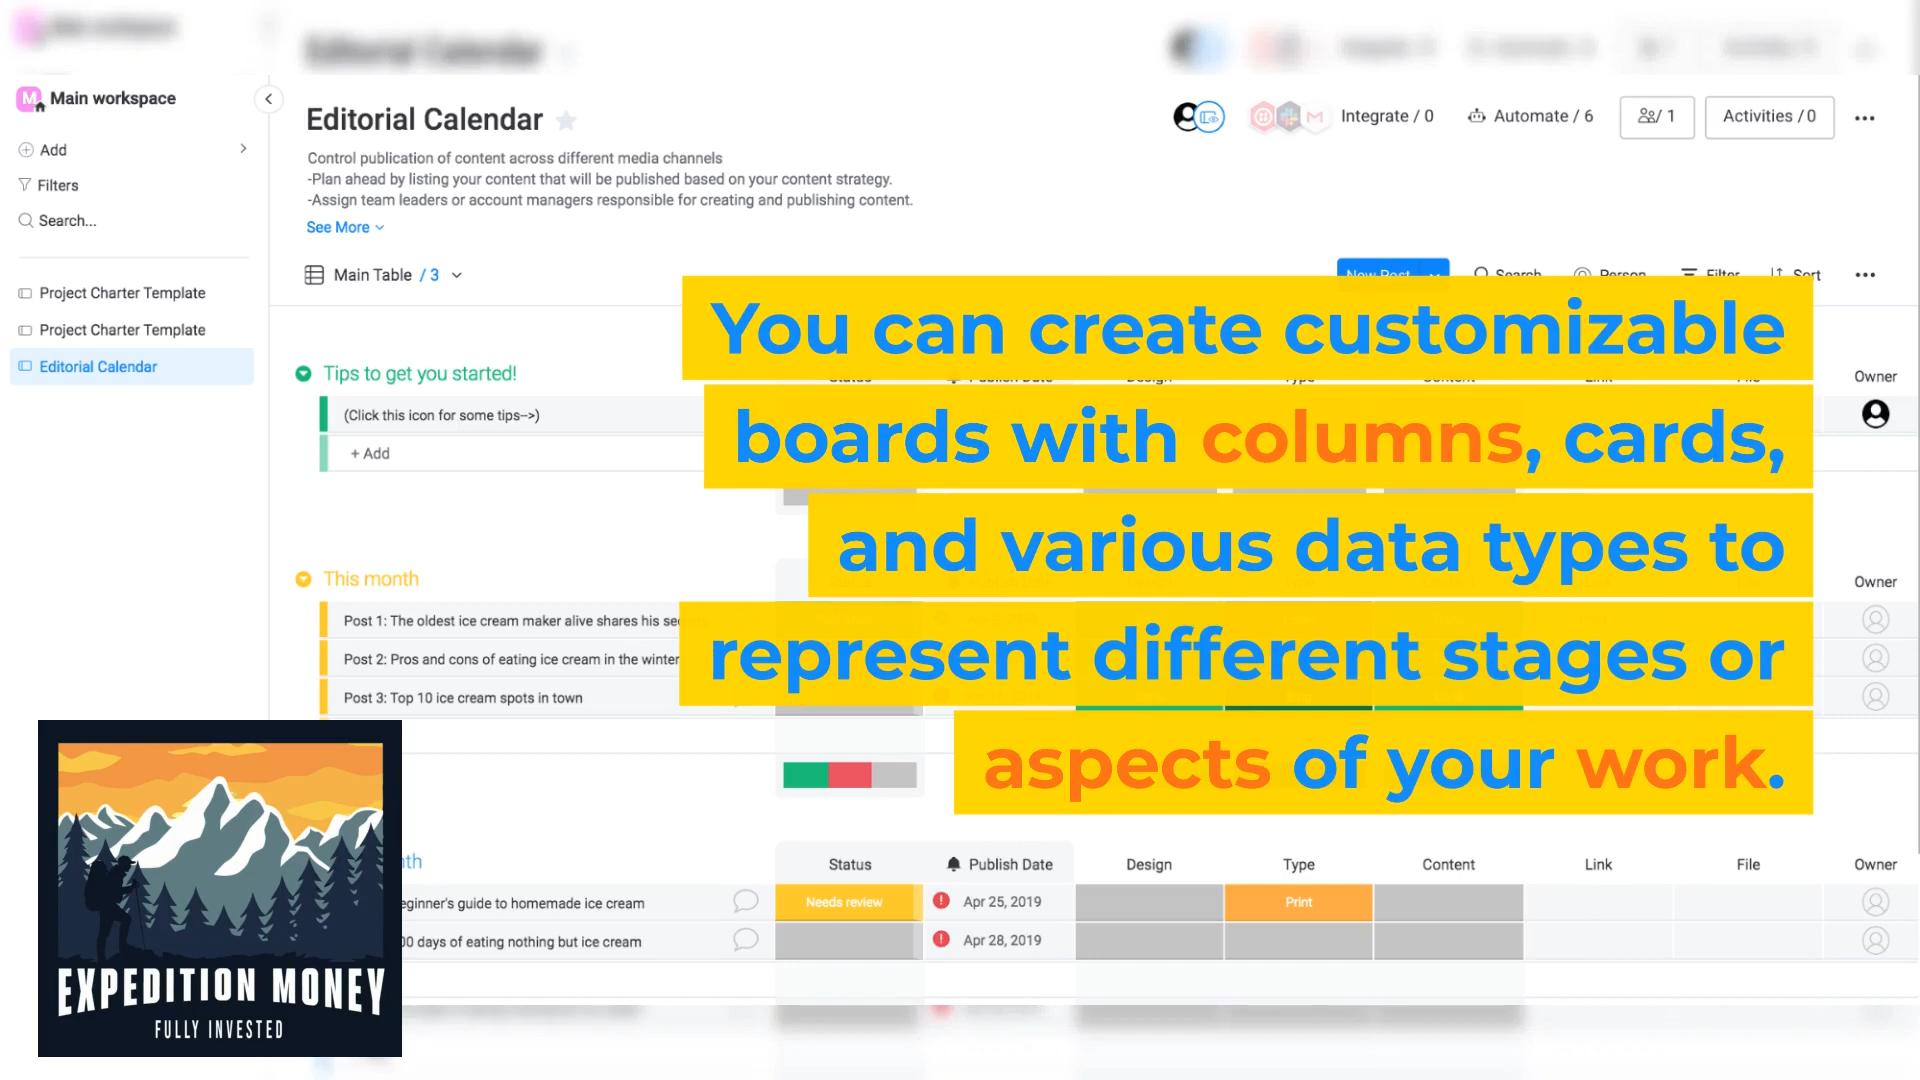 Main workspace
Add
Filters
Search...
Project Charter Template
Project Charter Template
Editorial Calendar
Editorial Calendar
Integrate / 0
Automate / 6
/ 1
Activities / 0
Control publication of content across different media channels
-Plan ahead by listing your content that will be published based on your content strategy.
-Assign team leaders or account managers responsible for creating and publishing content.
See More
Main Table / 3
New Post
Search
Person
Filter
Sort
You can create customizable
boards with columns, cards,
and various data types to
represent different stages or
aspects of your work.
Tips to get you started!
Owner
(Click this icon for some tips-->)
+ Add
This month
Owner
Post 1: The oldest ice cream maker alive shares his
Post 2: Pros and cons of eating ice cream in the winter
Post 3: Top 10 ice cream spots in town
Status
Publish Date
Design
Type
Content
Link
File
Owner
guide to homemade ice cream
Needs review
Apr 25, 2019
Print
days of eating nothing but ice cream
Apr 28, 2019
EXPEDITION MONEY
FULLY INVESTED